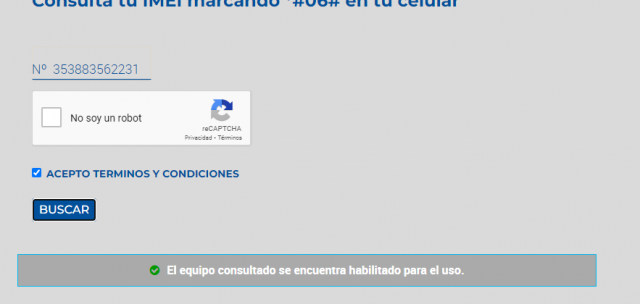 Consulta tu IMEI marcando *#06# en tu celular
Nº 353883562231
No soy un robot
reCAPTCHA
Privacidad - Términos
ACEPTO TERMINOS Y CONDICIONES
BUSCAR
El equipo consultado se encuentra habilitado para el uso.